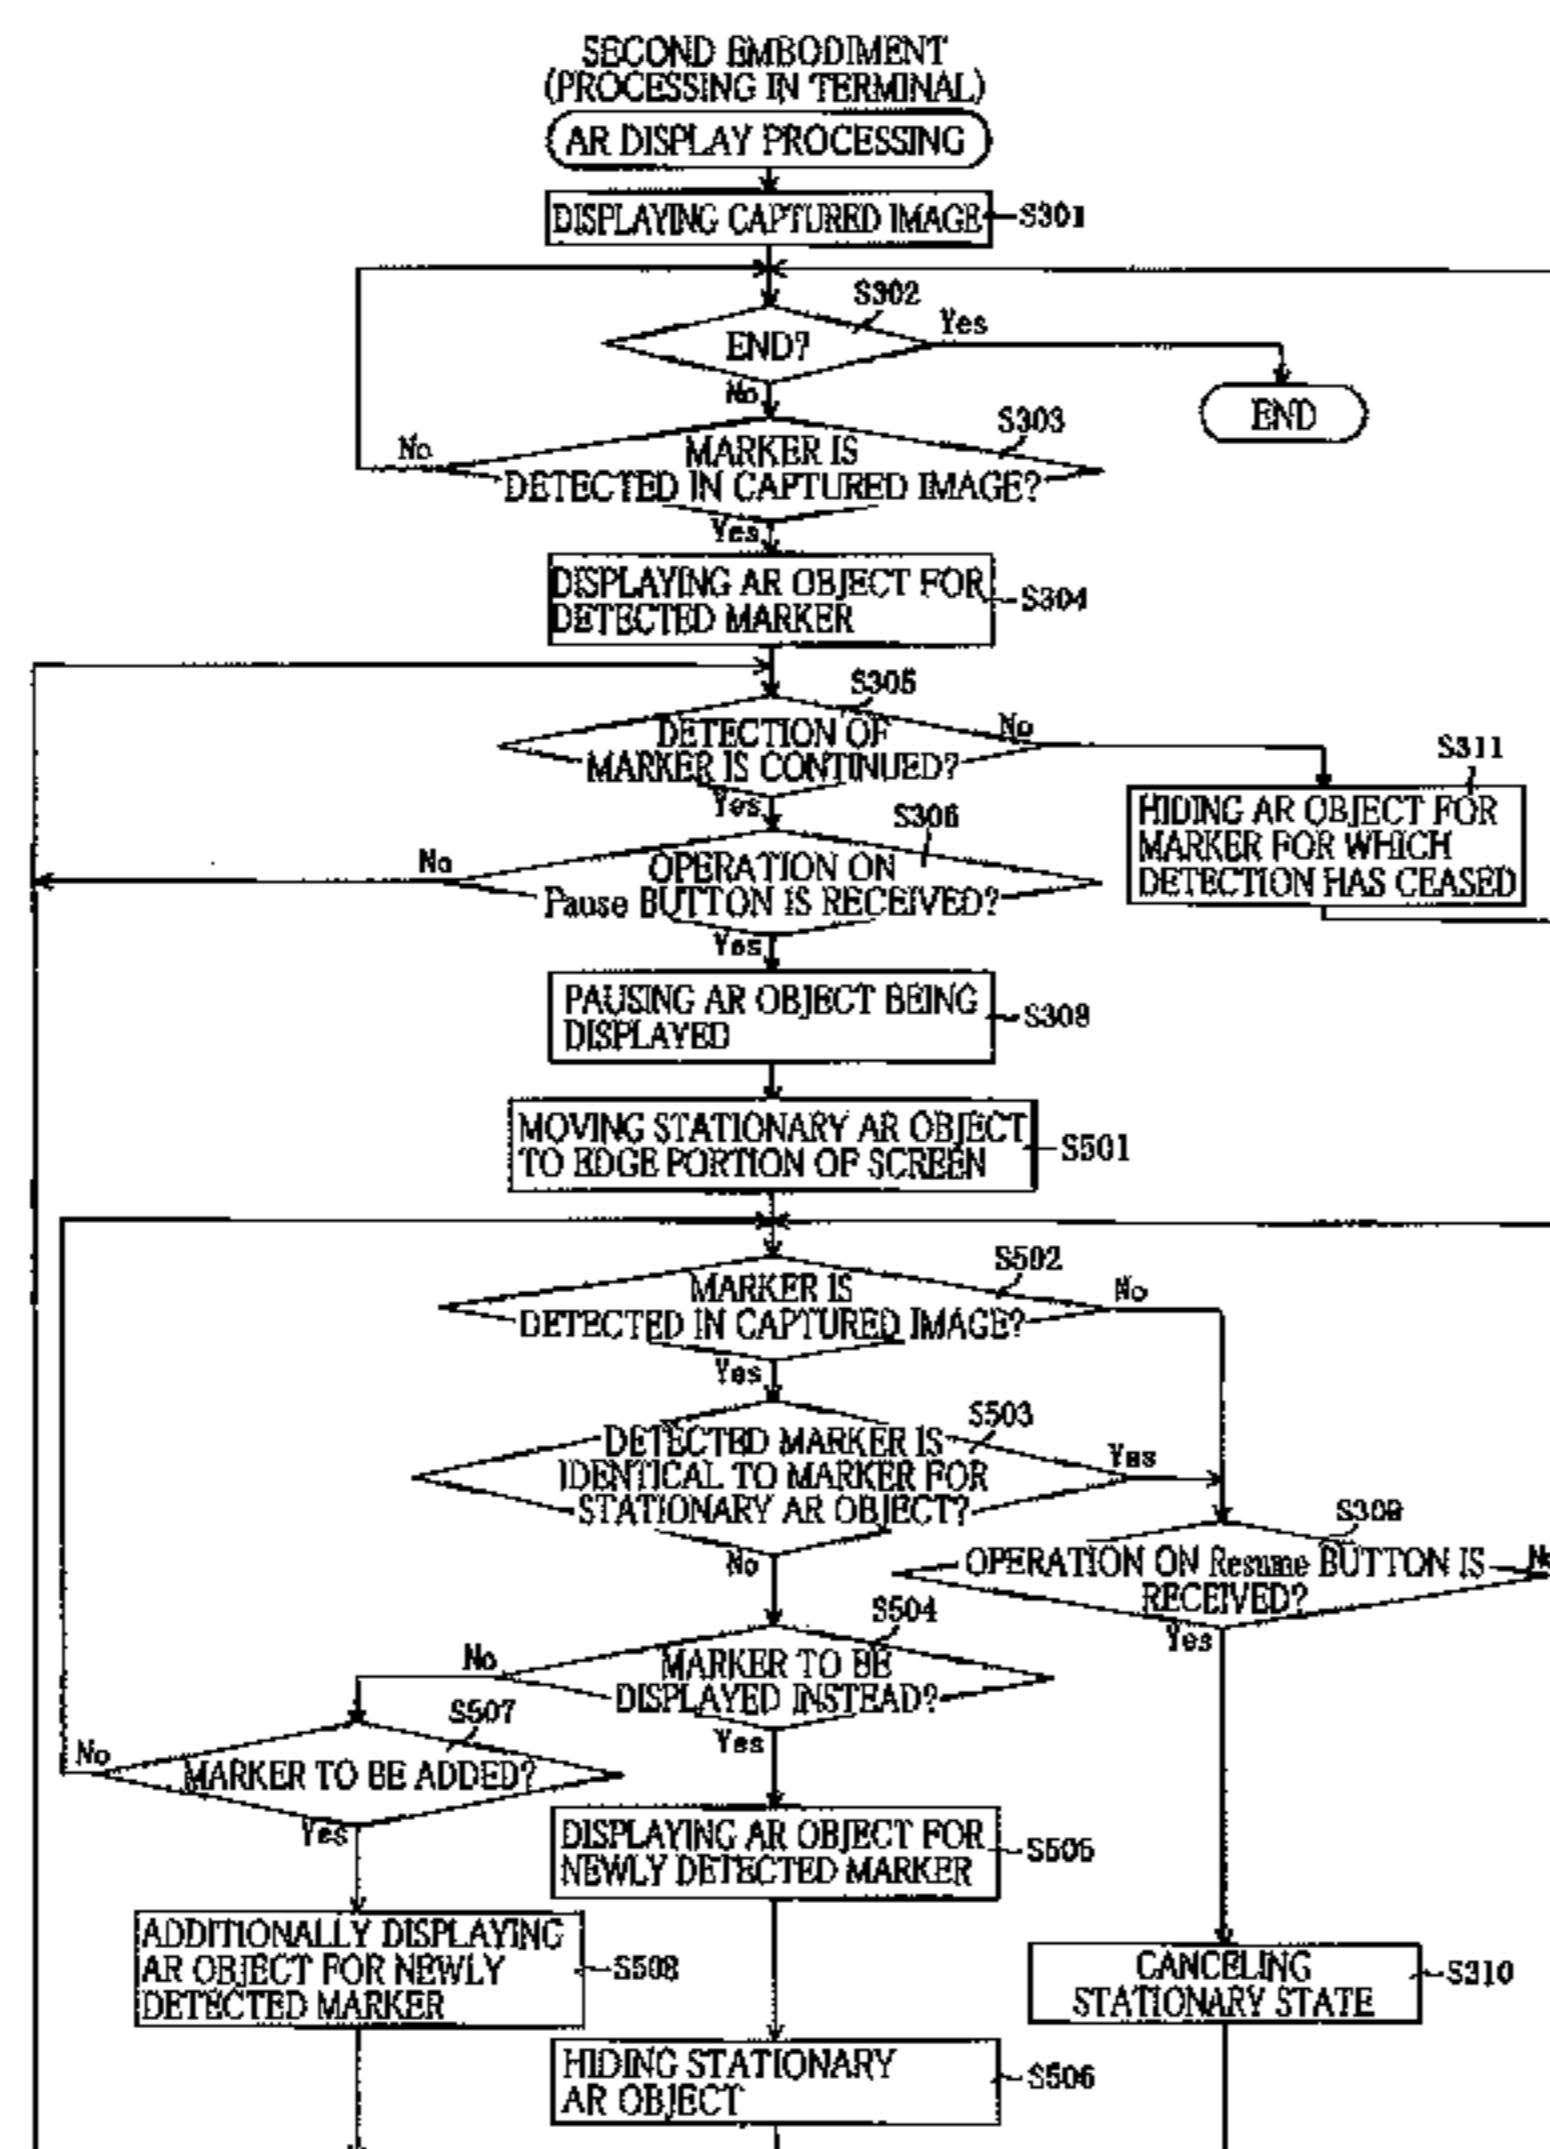 SECOND EMBODIMENT
(PROCESSING IN TERMINAL)
AR DISPLAY PROCESSING
DISPLAYING CAPTURED IMAGE
S301
S302
END?
Yes
No
END
S303
No
MARKER IS
DETECTED IN CAPTURED IMAGE?
Yes
DISPLAYING AR OBJECT FOR
DETECTED MARKER
S304
S305
DETECTION OF
MARKER IS CONTINUED?
No
Yes
S311
HIDING AR OBJECT FOR
MARKER FOR WHICH
DETECTION HAS CEASED
S306
No
OPERATION ON
Pause BUTTON IS RECEIVED?
Yes
PAUSING AR OBJECT BEING
DISPLAYED
S308
MOVING STATIONARY AR OBJECT
TO EDGE PORTION OF SCREEN
S501
S502
MARKER IS
DETECTED IN CAPTURED IMAGE?
No
Yes
S503
DETECTED MARKER IS
IDENTICAL TO MARKER FOR
STATIONARY AR OBJECT?
Yes
No
S309
OPERATION ON Resume BUTTON IS
RECEIVED?
No
Yes
S504
No
MARKER TO BE
DISPLAYED INSTEAD?
Yes
S507
No
MARKER TO BE ADDED?
Yes
DISPLAYING AR OBJECT FOR
NEWLY DETECTED MARKER
S505
ADDITIONALLY DISPLAYING
AR OBJECT FOR NEWLY
DETECTED MARKER
S508
CANCELING
STATIONARY STATE
S310
HIDING STATIONARY
AR OBJECT
S506